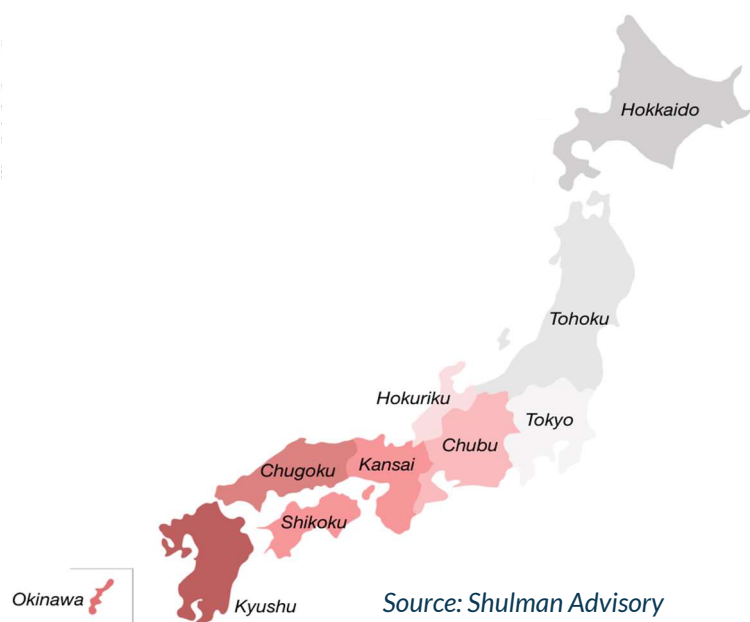 Hokkaido
Tohoku
Hokuriku
Tokyo
Chubu
Kansai
Chugoku
Shikoku
Okinawa
Kyushu
Source: Shulman Advisory